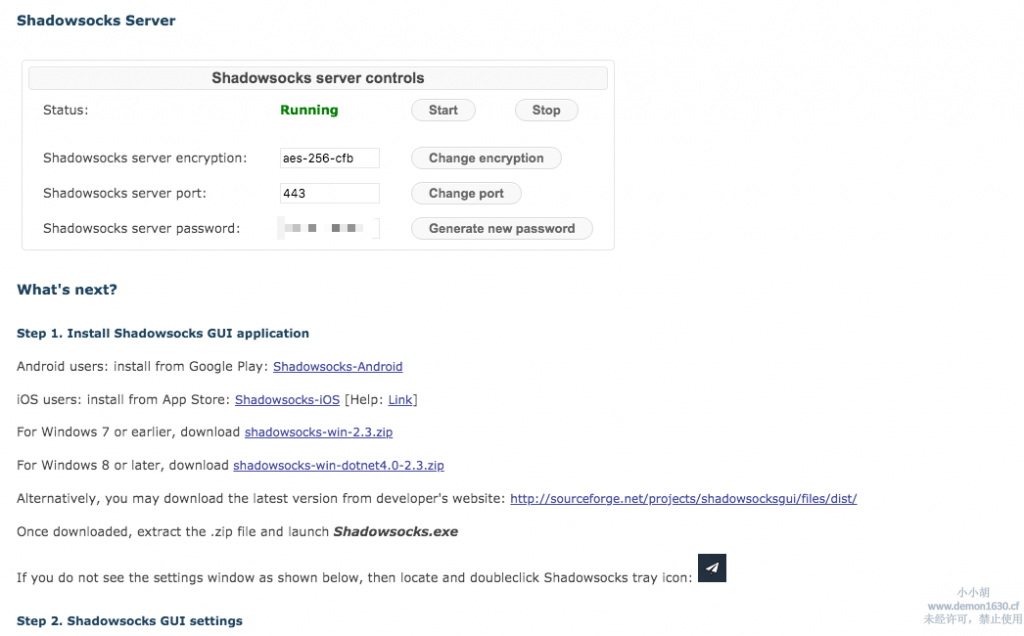 Shadowsocks Server
Shadowsocks server controls
Status: Running Start Stop
Shadowsocks server encryption: aes-256-cfb Change encryption
Shadowsocks server port: 443 Change port
Shadowsocks server password: Generate new password
What's next?
Step 1. Install Shadowsocks GUI application
Android users: install from Google Play: Shadowsocks-Android
iOS users: install from App Store: Shadowsocks-iOS [Help: Link]
For Windows 7 or earlier, download shadowsocks-win-2.3.zip
For Windows 8 or later, download shadowsocks-win-dotnet4.0-2.3.zip
Alternatively, you may download the latest version from developer's website: http://sourceforge.net/projects/shadowsocksgui/files/dist/
Once downloaded, extract the .zip file and launch Shadowsocks.exe
If you do not see the settings window as shown below, then locate and doubleclick Shadowsocks tray icon:
Step 2. Shadowsocks GUI settings
小小胡
www.demon1630.cf
未经许可，禁止使用